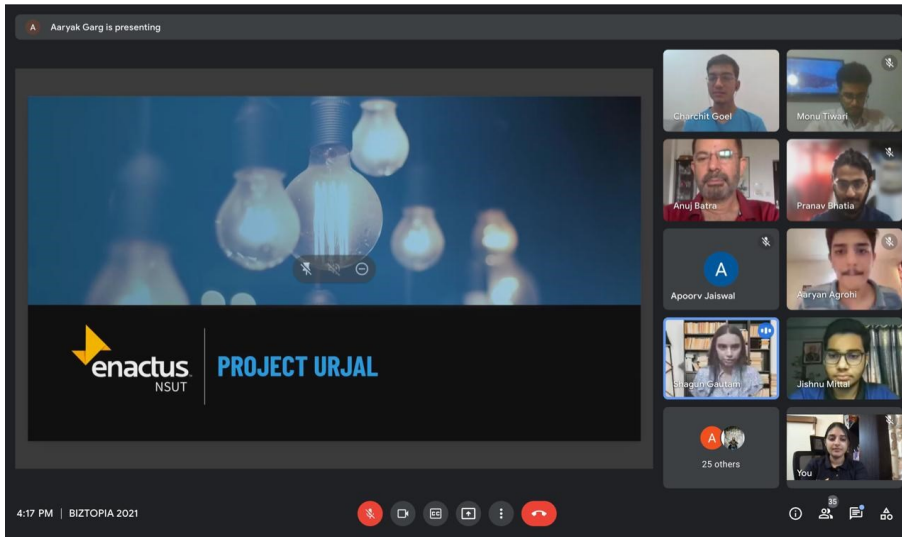 A Aaryak Garg is presenting
enactus
NSUT
PROJECT URJAL
Charchit Goel
Monu Tiwari
Anuj Batra
Pranav Bhatia
A
Apoorv Jaiswal
Aaryan Agrohi
Shagun Gautam
Jishnu Mittal
A
25 others
You
4:17 PM | BIZTOPIA 2021
CC
35